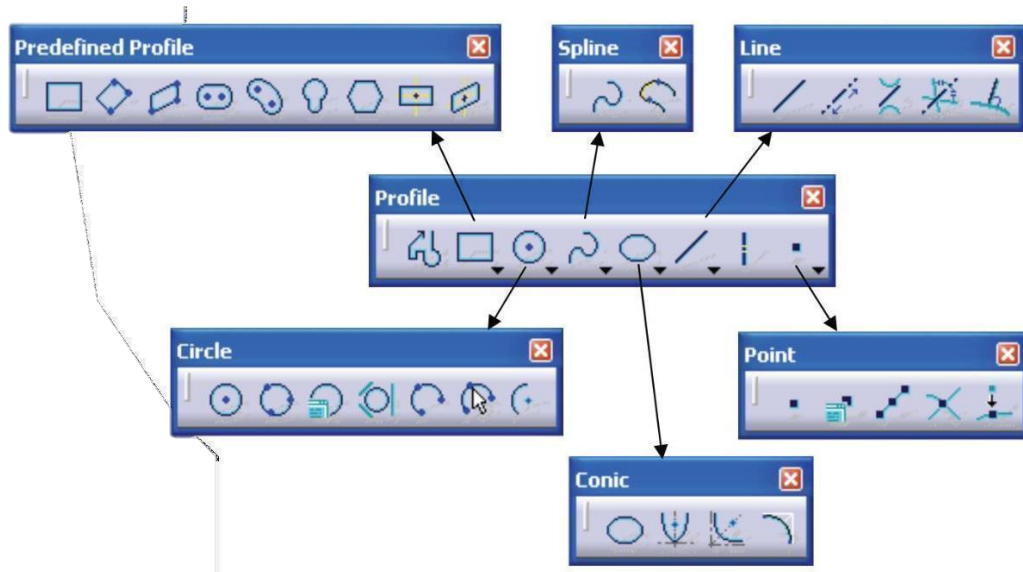 Predefined Profile
Spline
Line
Profile
Circle
Point
Conic